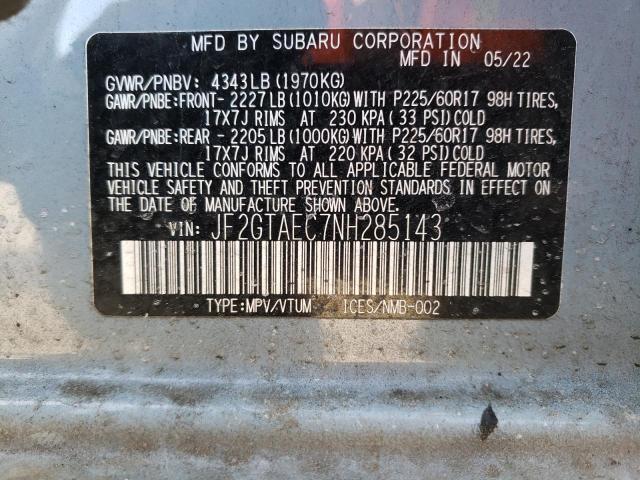 MFD BY SUBARU CORPORATION
MFD IN 05/22
GVWR/PNBV: 4343LB(1970KG)
GAWR/PNBE:FRONT- 2227LB(1010KG)WITH P225/60R17 98H TIRES,
17X7J RIMS AT 230 KPA(33 PSI)COLD
GAWR/PNBE:REAR - 2205LB(1000KG)WITH P225/60R17 98H TIRES,
17X7J RIMS AT 220 KPA(32 PSI)COLD
THIS VEHICLE CONFORMS TO ALL APPLICABLE FEDERAL MOTOR
VEHICLE SAFETY AND THEFT PREVENTION STANDARDS IN EFFECT ON
THE DATE OF MANUFACTURE SHOWN ABOVE.
VIN: JF2GTAEC7NH285143
TYPE:MPV/VTUM ICES/NMB-002